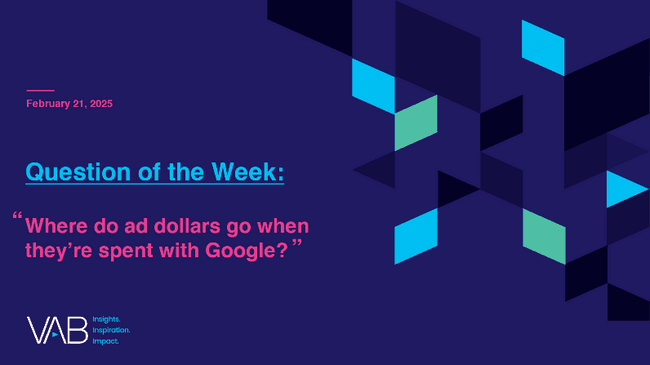 February 21, 2025
Question of the Week:
“Where do ad dollars go when
they’re spent with Google?”
VAB
Insights.
Inspiration.
Impact.